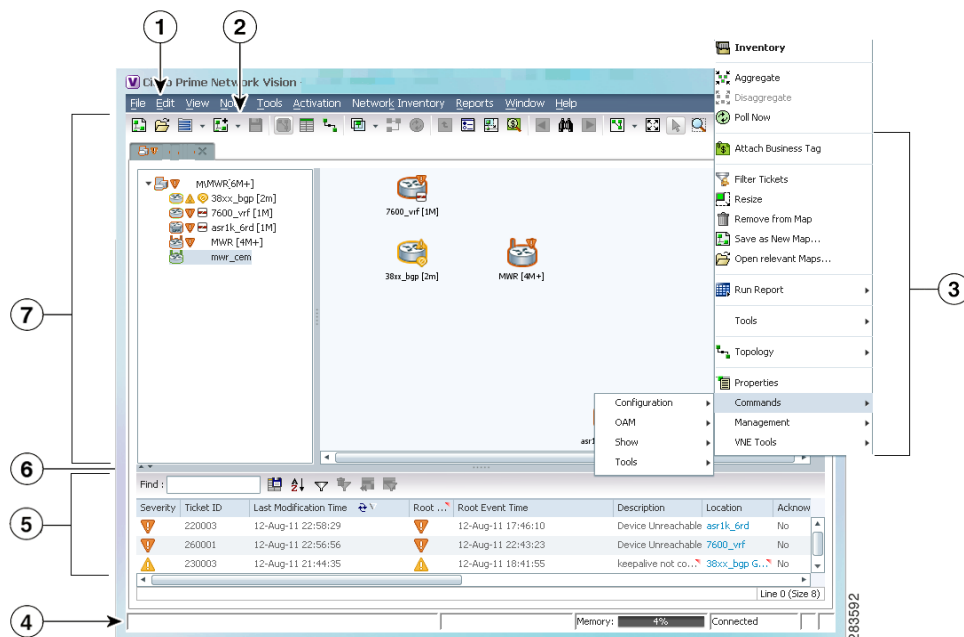 1
2
Inventory
Aggregate
Disaggregate
Poll Now
Attach Business Tag
Filter Tickets
Resize
Remove from Map
Save as New Map...
Open relevant Maps...
Run Report
Tools
Topology
Properties
Commands
Management
VNE Tools
3
Prime Network Vision
File Edit View Tools Activation Network Inventory Reports Window Help
7
M\MWR[6M+]
38xx_bgp [2m]
7600_vrf [1M]
asr1k_6rd [1M]
MWR [4M+]
mwr_cem
7600_vrf [1M]
38xx_bgp [2m]
MWR [4M+]
Configuration
OAM
Show
Tools
6
5
Find :
Severity Ticket ID Last Modification Time Root ... Root Event Time Description Location Acknow
220003 12-Aug-11 22:58:29 12-Aug-11 17:46:10 Device Unreachable asr1k_6rd No
260001 12-Aug-11 22:56:56 12-Aug-11 22:43:23 Device Unreachable 7600_vrf No
230003 12-Aug-11 21:44:35 12-Aug-11 18:41:55 keepalive not co... 38xx_bgp G... No
Line 0 (Size 8)
4
Memory: 4% Connected
283592